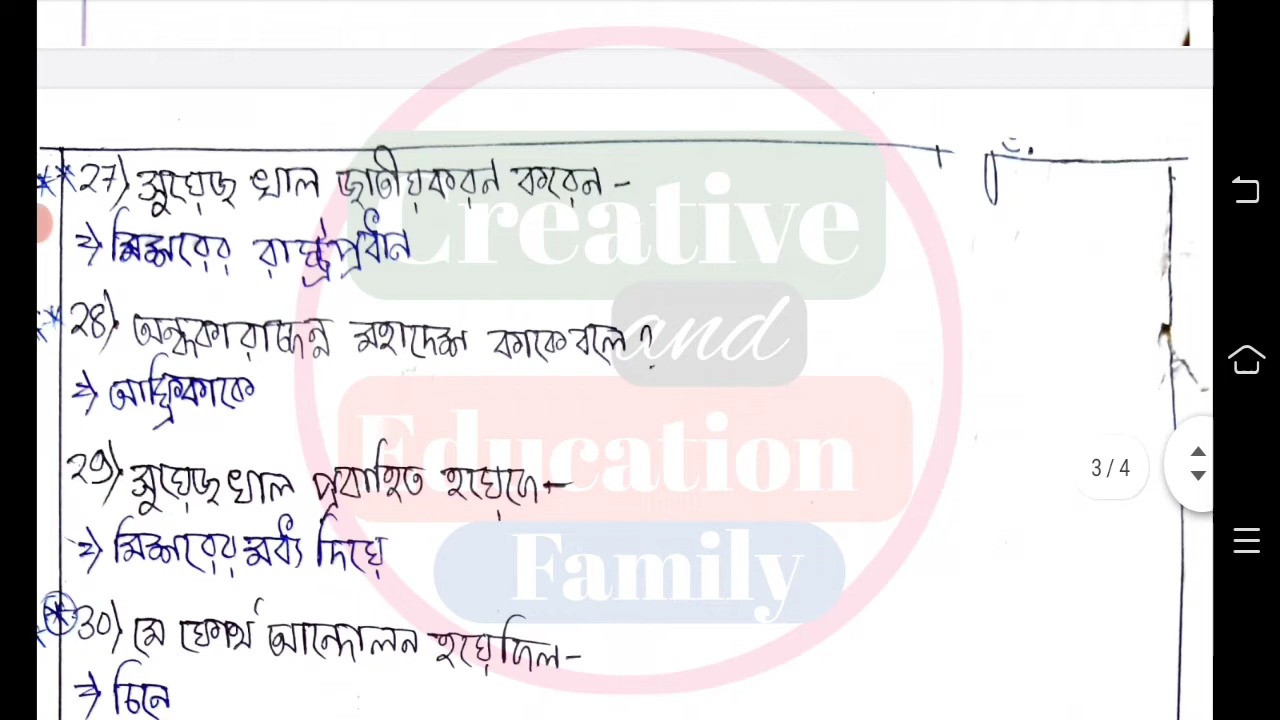 27) সুয়েজ খাল জাতীয়করন করেন -
⇒ মিশরের রাষ্ট্রপ্রধান
28) অন্ধকারাচ্ছন্ন মহাদেশ কাকে বলে ?
⇒ আফ্রিকাকে
29) সুয়েজ খাল প্রবাহিত হয়েছে -
⇒ মিশরের মধ্য দিয়ে
30) মে ফোর্থ আন্দোলন হয়েছিল -
⇒ চিনে
Creative
and
Education
Family
3 / 4